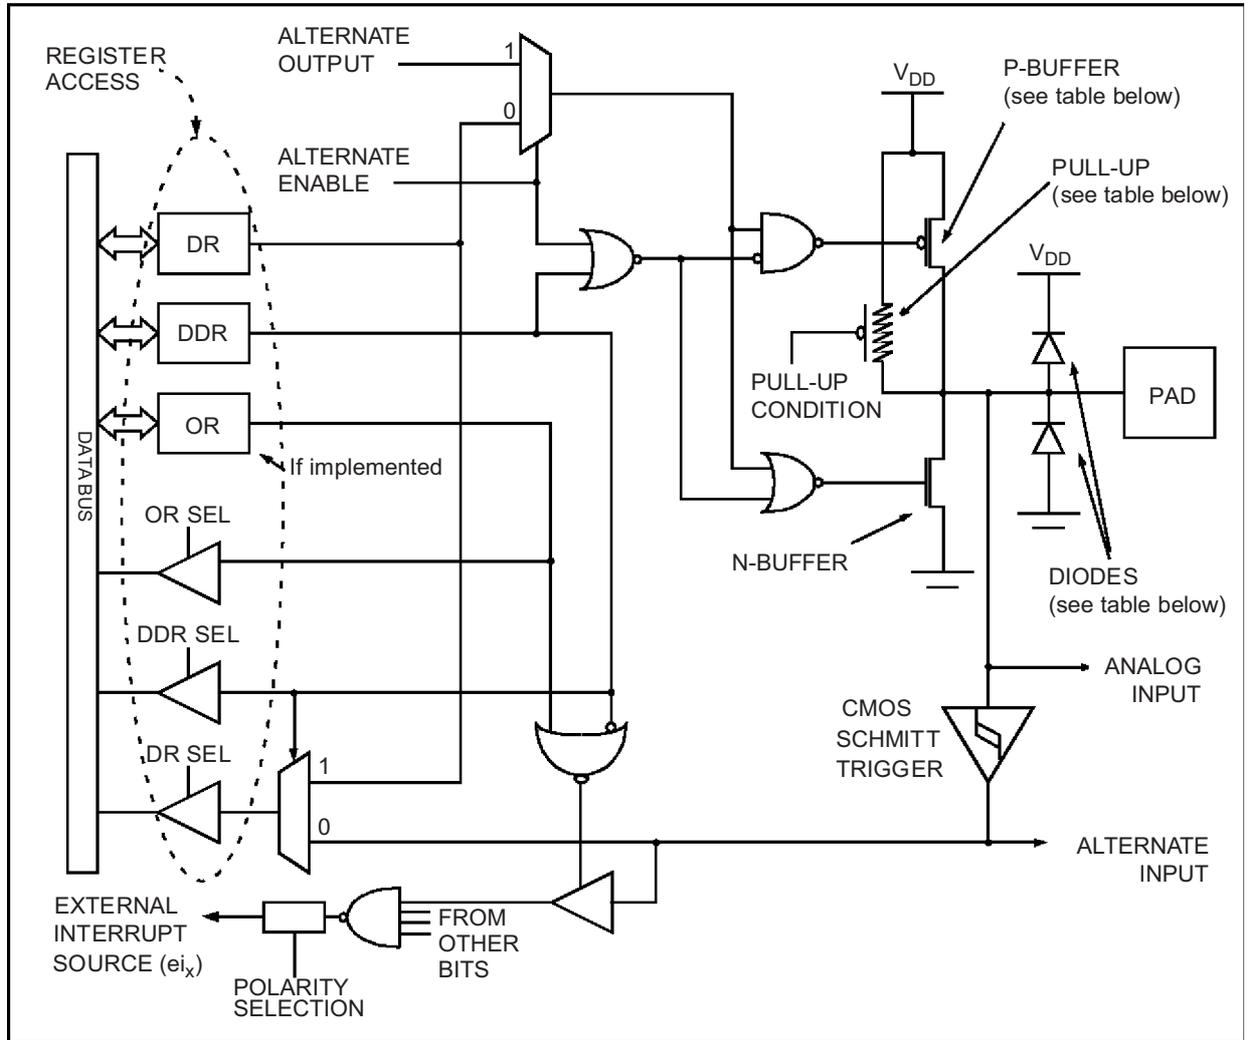 REGISTER
ACCESS
ALTERNATE
OUTPUT
1
0
ALTERNATE
ENABLE
VDD
P-BUFFER
(see table below)
PULL-UP
(see table below)
DR
DDR
OR
If implemented
DATA BUS
PULL-UP
CONDITION
VDD
PAD
OR SEL
N-BUFFER
DIODES
(see table below)
DDR SEL
DR SEL
1
0
ANALOG
INPUT
CMOS
SCHMITT
TRIGGER
ALTERNATE
INPUT
EXTERNAL
INTERRUPT
SOURCE (eix)
POLARITY
SELECTION
FROM
OTHER
BITS